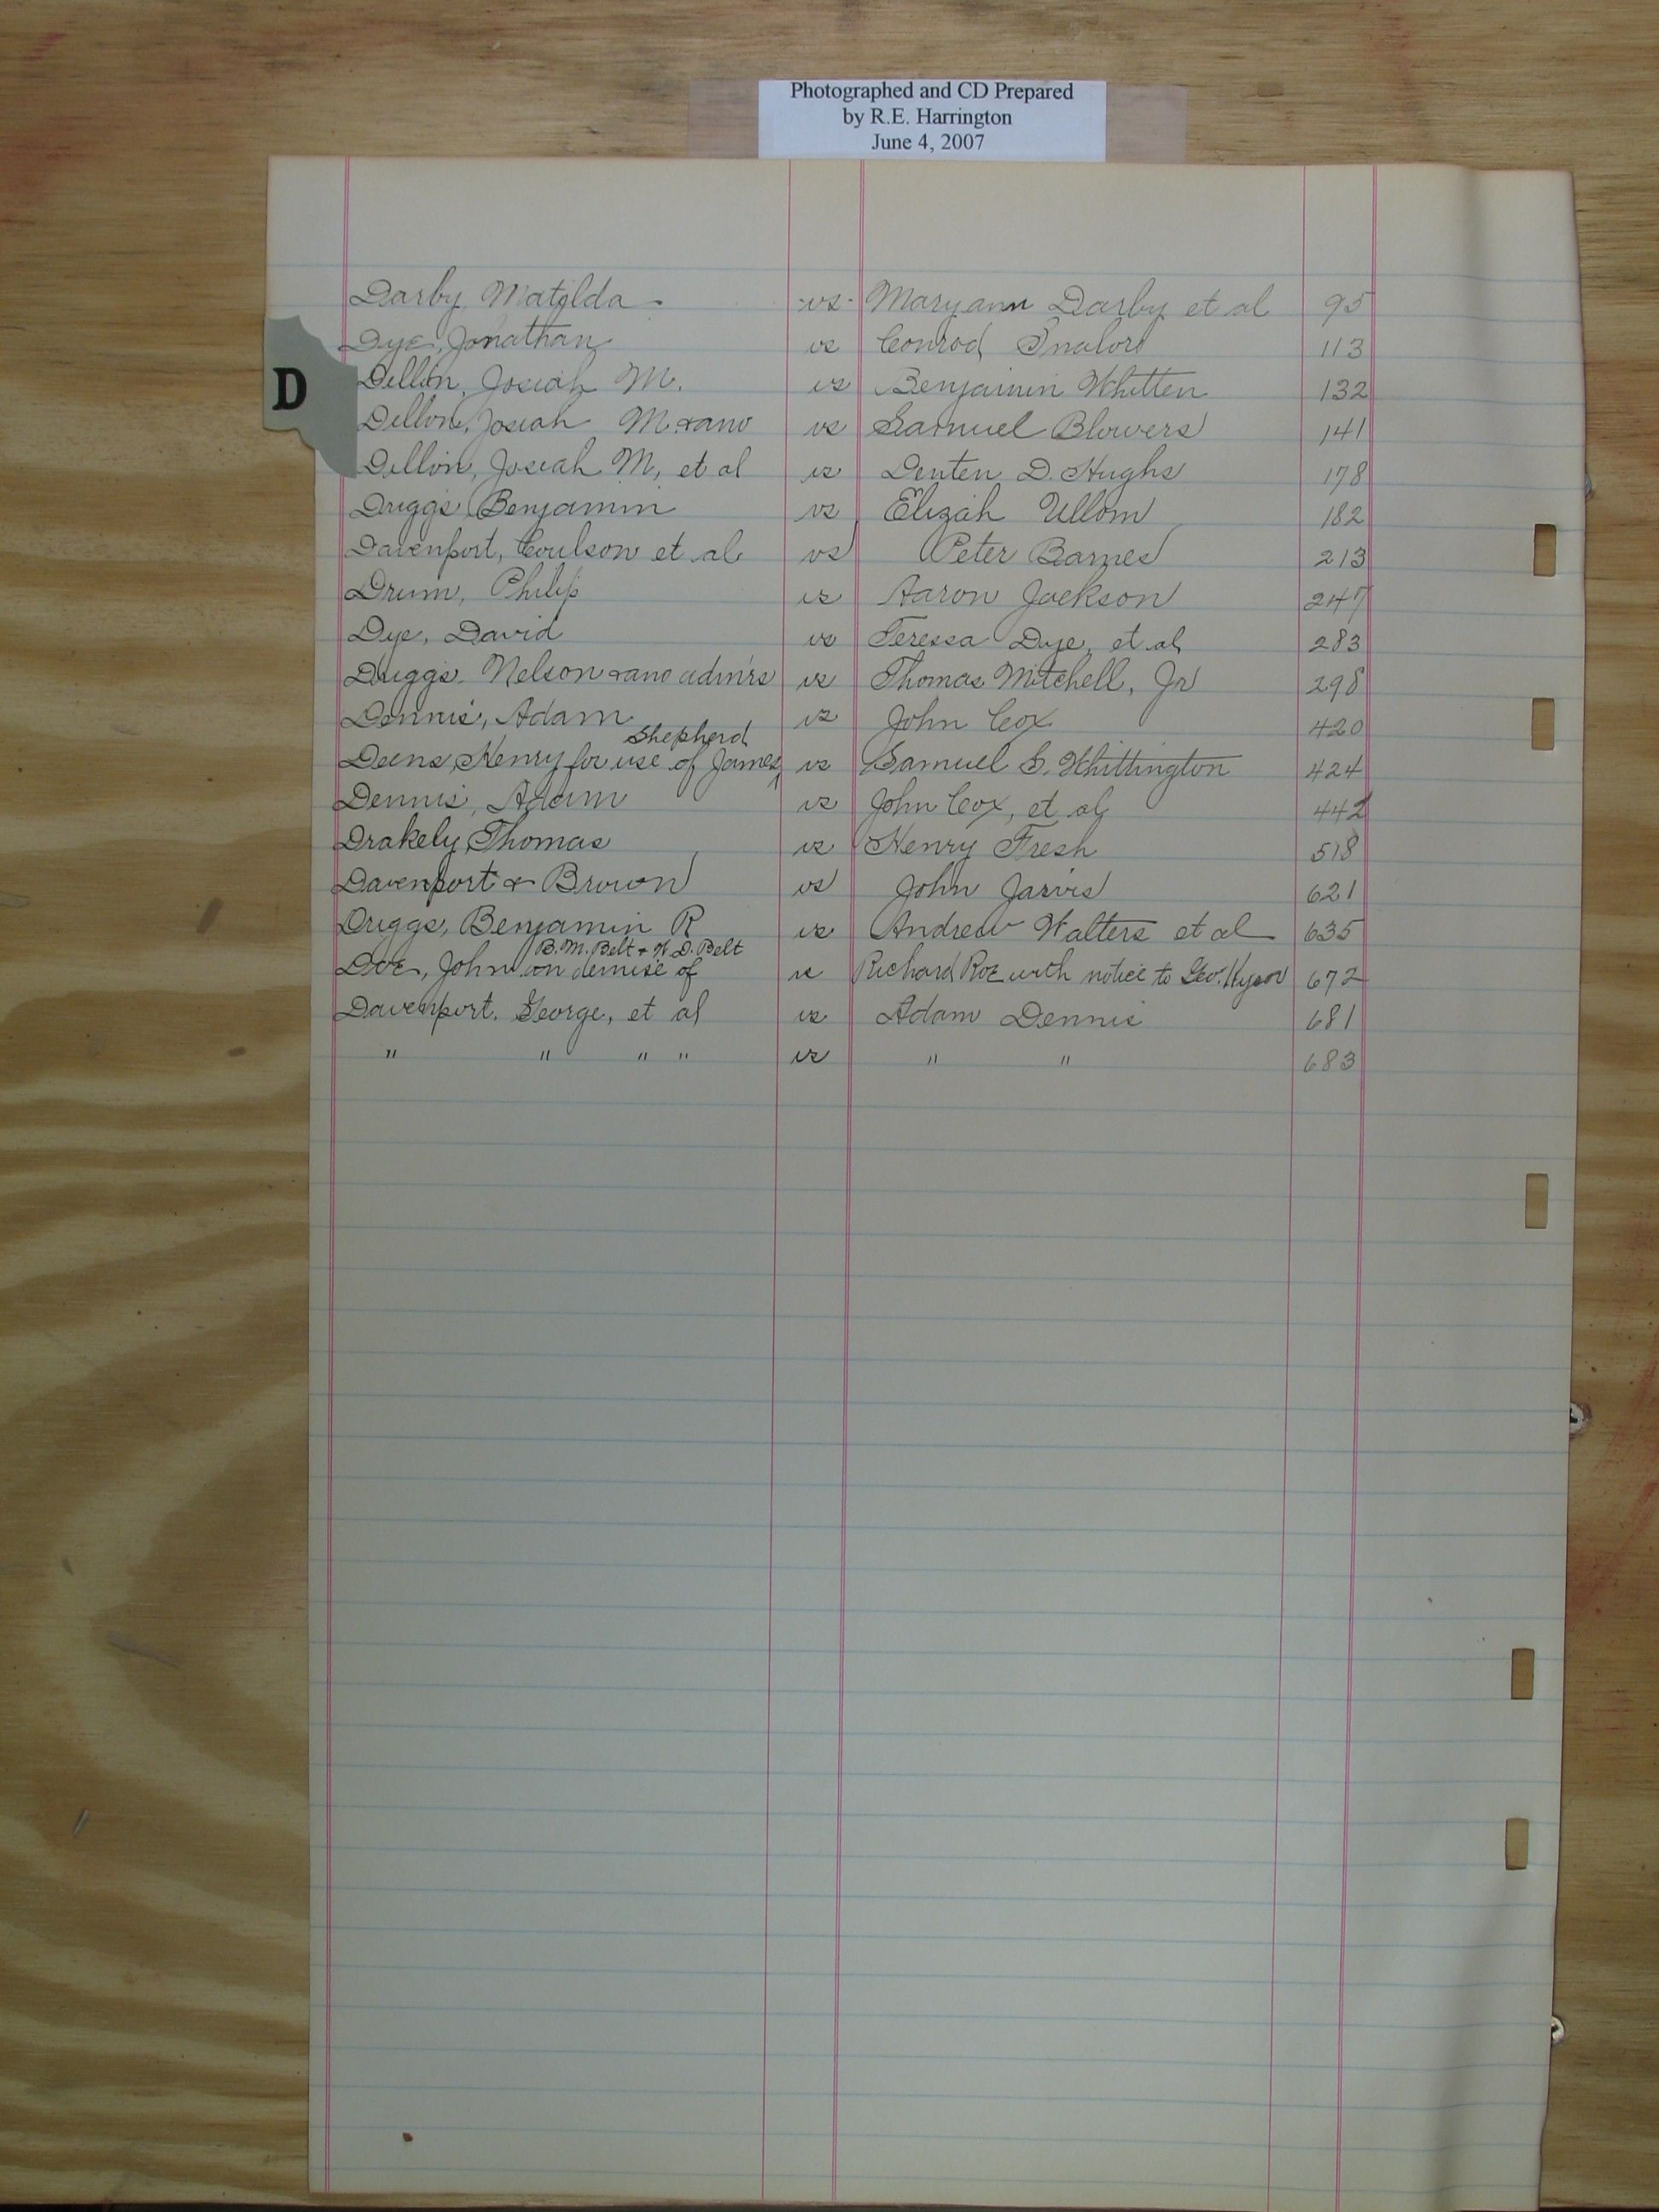 Photographed and CD Prepared
by R.E. Harrington
June 4, 2007
D
Darby, Matilda vs Maryann Darby et al 95
Dye, Jonathan vs Conrod 113
Dillon, Josiah M. vs Benjamin Whitten 132
Dillon, Josiah M. & ano vs Samuel Blowers 141
Dillon, Josiah M, et al vs Denten D. Hughs 178
Driggs Benjamin vs Elizah Ullom 182
Davenport, Coulson et al vs Peter Barnes 213
Drum, Philip vs Aaron Jackson 247
Dye, David vs Teressa Dye, et al 283
Driggs, Nelson & ano admrs vs Thomas Mitchell, Jr 298
Dennis, Adam vs John Cox 420
Shepherd
Deens, Henry for use of James vs Samuel S. Whittington 424
Dennis, Adam vs John Cox, et al 442
Drakely, Thomas vs Henry Fresh 518
Davenport & Brown vs John Jarvis 621
Driggs, Benjamin R vs Andrew Walters et al 635
B. M. Belt & W. D. Belt
Doe, John on demise of vs Richard Roe with notice to Geo. Hyson 672
Davenport, George, et al vs Adam Dennis 681
" " " " vs " " 683